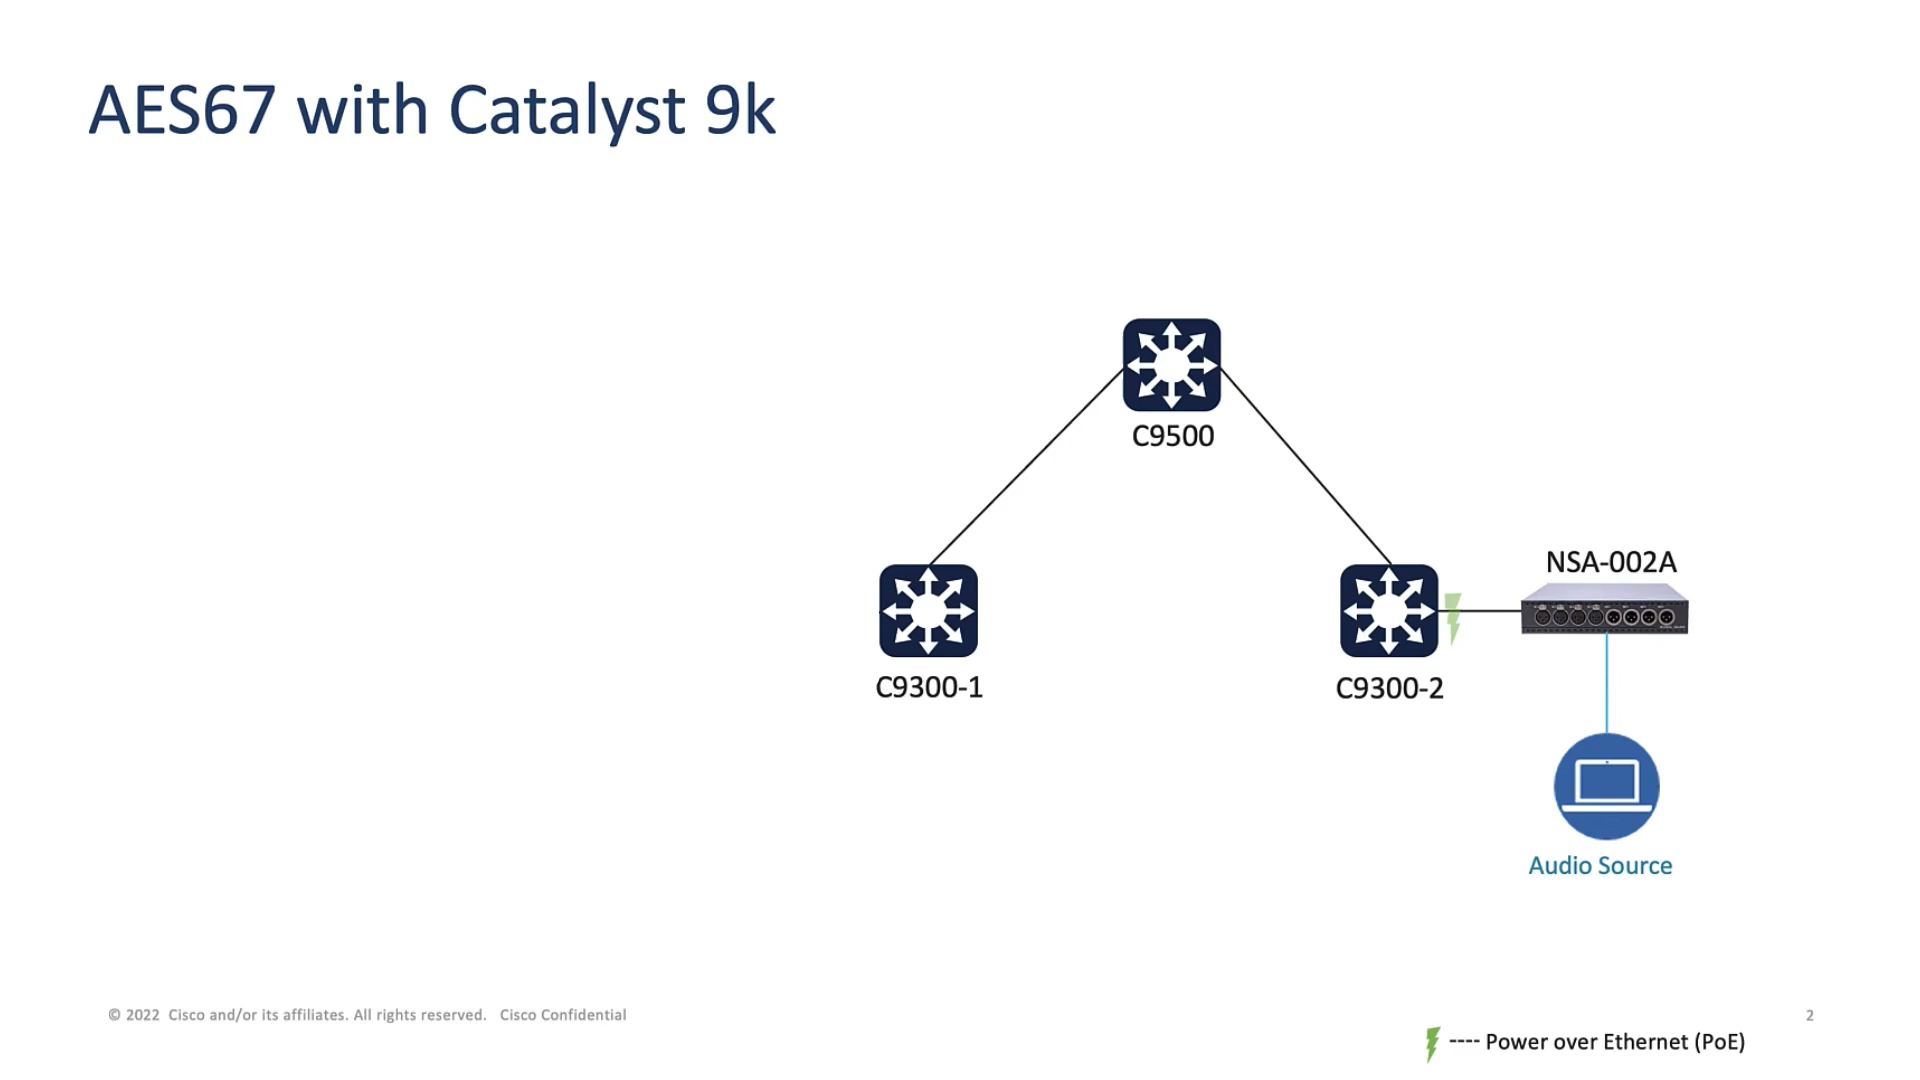 AES67 with Catalyst 9k
C9500
NSA-002A
C9300-1
C9300-2
Audio Source
© 2022 Cisco and/or its affiliates. All rights reserved. Cisco Confidential
2
---- Power over Ethernet (PoE)